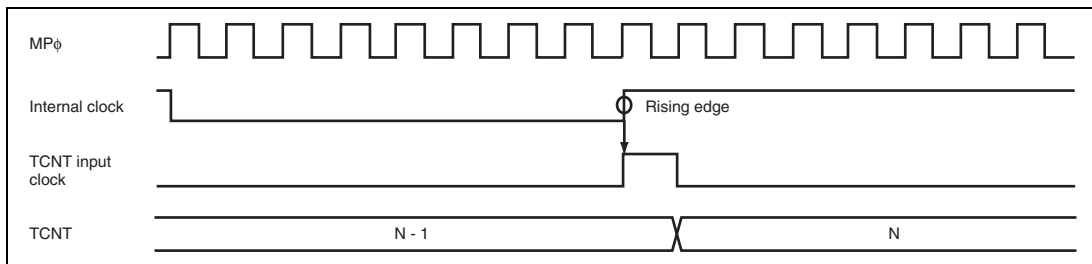 MPϕ
Internal clock
Rising edge
TCNT input
clock
TCNT
N - 1
N